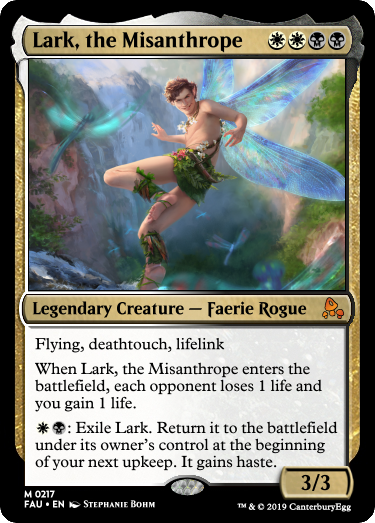 Lark, the Misanthrope
Legendary Creature — Faerie Rogue
Flying, deathtouch, lifelink
When Lark, the Misanthrope enters the
battlefield, each opponent loses 1 life and
you gain 1 life.
: Exile Lark. Return it to the battlefield
under its owner's control at the beginning
of your next upkeep. It gains haste.
3/3
M 0217
FAU • EN Stephanie Bohm
™ & © 2019 CanterburyEgg